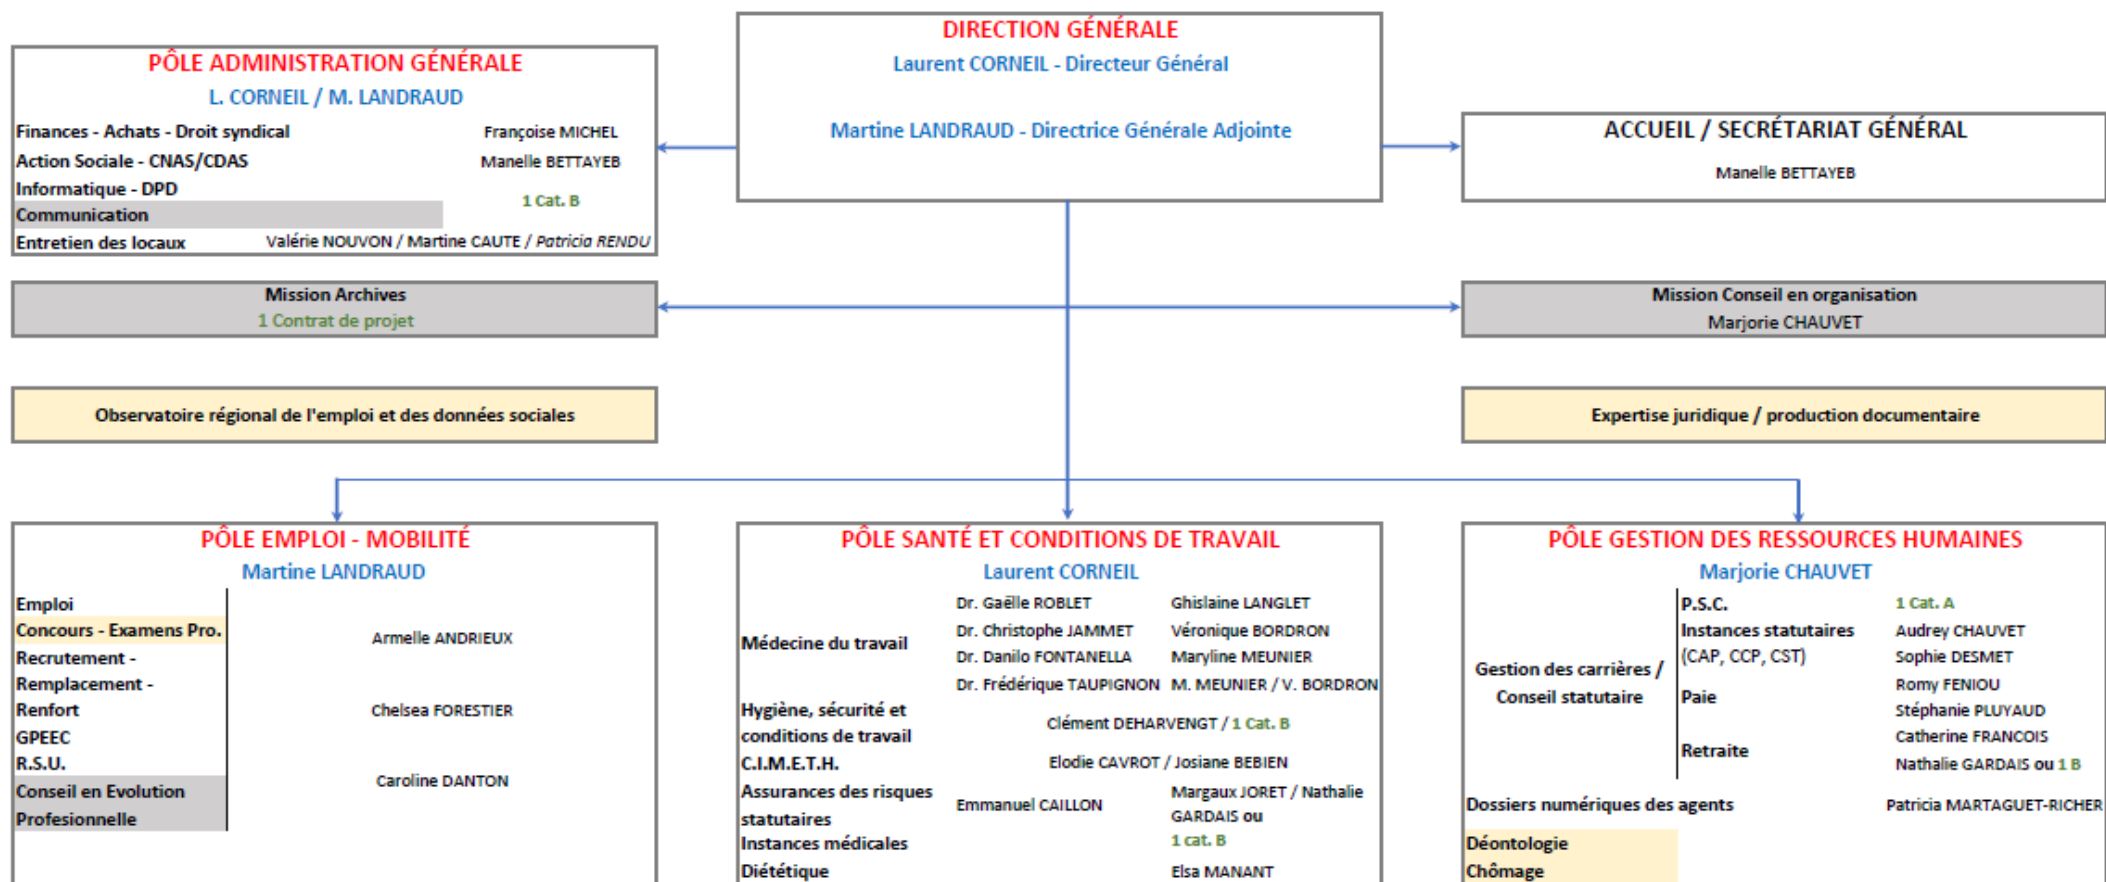 DIRECTION GÉNÉRALE
Laurent CORNEIL - Directeur Général
Martine LANDRAUD - Directrice Générale Adjointe
PÔLE ADMINISTRATION GÉNÉRALE
L. CORNEIL / M. LANDRAUD
Finances - Achats - Droit syndical Françoise MICHEL
Action Sociale - CNAS/CDAS Manelle BETTAYEB
Informatique - DPD
1 Cat. B
Communication
Entretien des locaux Valérie NOUVON / Martine CAUTE / Patricia RENDU
ACCUEIL / SECRÉTARIAT GÉNÉRAL
Manelle BETTAYEB
Mission Archives
1 Contrat de projet
Mission Conseil en organisation
Marjorie CHAUVET
Observatoire régional de l'emploi et des données sociales
Expertise juridique / production documentaire
PÔLE EMPLOI - MOBILITÉ
Martine LANDRAUD
Emploi
Concours - Examens Pro.
Armelle ANDRIEUX
Recrutement -
Remplacement -
Renfort
Chelsea FORESTIER
GPEEC
R.S.U.
Caroline DANTON
Conseil en Evolution
Profesionnelle
PÔLE SANTÉ ET CONDITIONS DE TRAVAIL
Laurent CORNEIL
Médecine du travail
Dr. Gaëlle ROBLET Ghislaine LANGLET
Dr. Christophe JAMMET Véronique BORDRON
Dr. Danilo FONTANELLA Maryline MEUNIER
Dr. Frédérique TAUPIGNON M. MEUNIER / V. BORDRON
Hygiène, sécurité et
conditions de travail
Clément DEHARVENGT / 1 Cat. B
C.I.M.E.T.H. Elodie CAVROT / Josiane BEBIEN
Assurances des risques
statutaires
Emmanuel CAILLON
Margaux JORET / Nathalie
GARDAIS ou
1 cat. B
Instances médicales
Diététique Elsa MANANT
PÔLE GESTION DES RESSOURCES HUMAINES
Marjorie CHAUVET
Gestion des carrières /
Conseil statutaire
P.S.C. 1 Cat. A
Instances statutaires Audrey CHAUVET
(CAP, CCP, CST) Sophie DESMET
Romy FENIOU
Paie
Stéphanie PLUYAUD
Catherine FRANCOIS
Retraite
Nathalie GARDAIS ou 1 B
Dossiers numériques des agents Patricia MARTAGUET-RICHER
Déontologie
Chômage